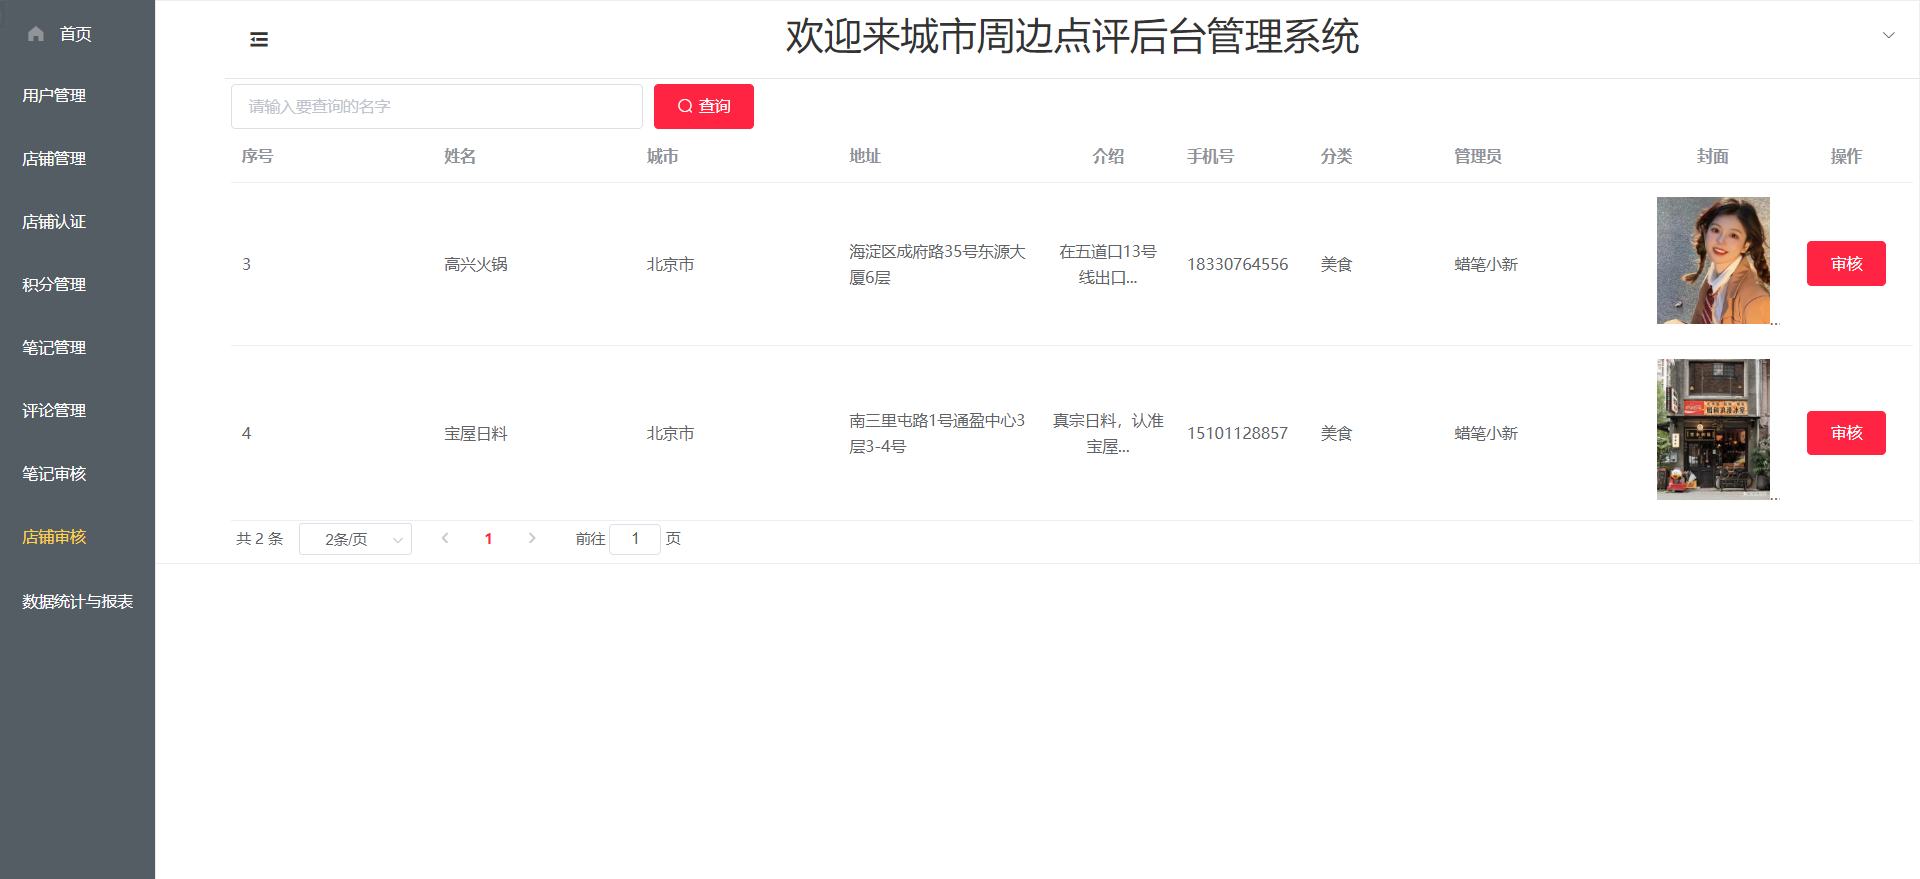 首页
用户管理
店铺管理
店铺认证
积分管理
笔记管理
评论管理
笔记审核
店铺审核
数据统计与报表
欢迎来城市周边点评后台管理系统
请输入要查询的名字
查询
序号 姓名 城市 地址 介绍 手机号 分类 管理员 封面 操作
3 高兴火锅 北京市 海淀区成府路35号东源大 在五道口13号 18330764556 美食 蜡笔小新 审核
厦6层 线出口...
...
4 宝屋日料 北京市 南三里屯路1号通盈中心3 真宗日料，认准 15101128857 美食 蜡笔小新 审核
层3-4号 宝屋...
...
共 2 条 2条/页 1 前往 1 页